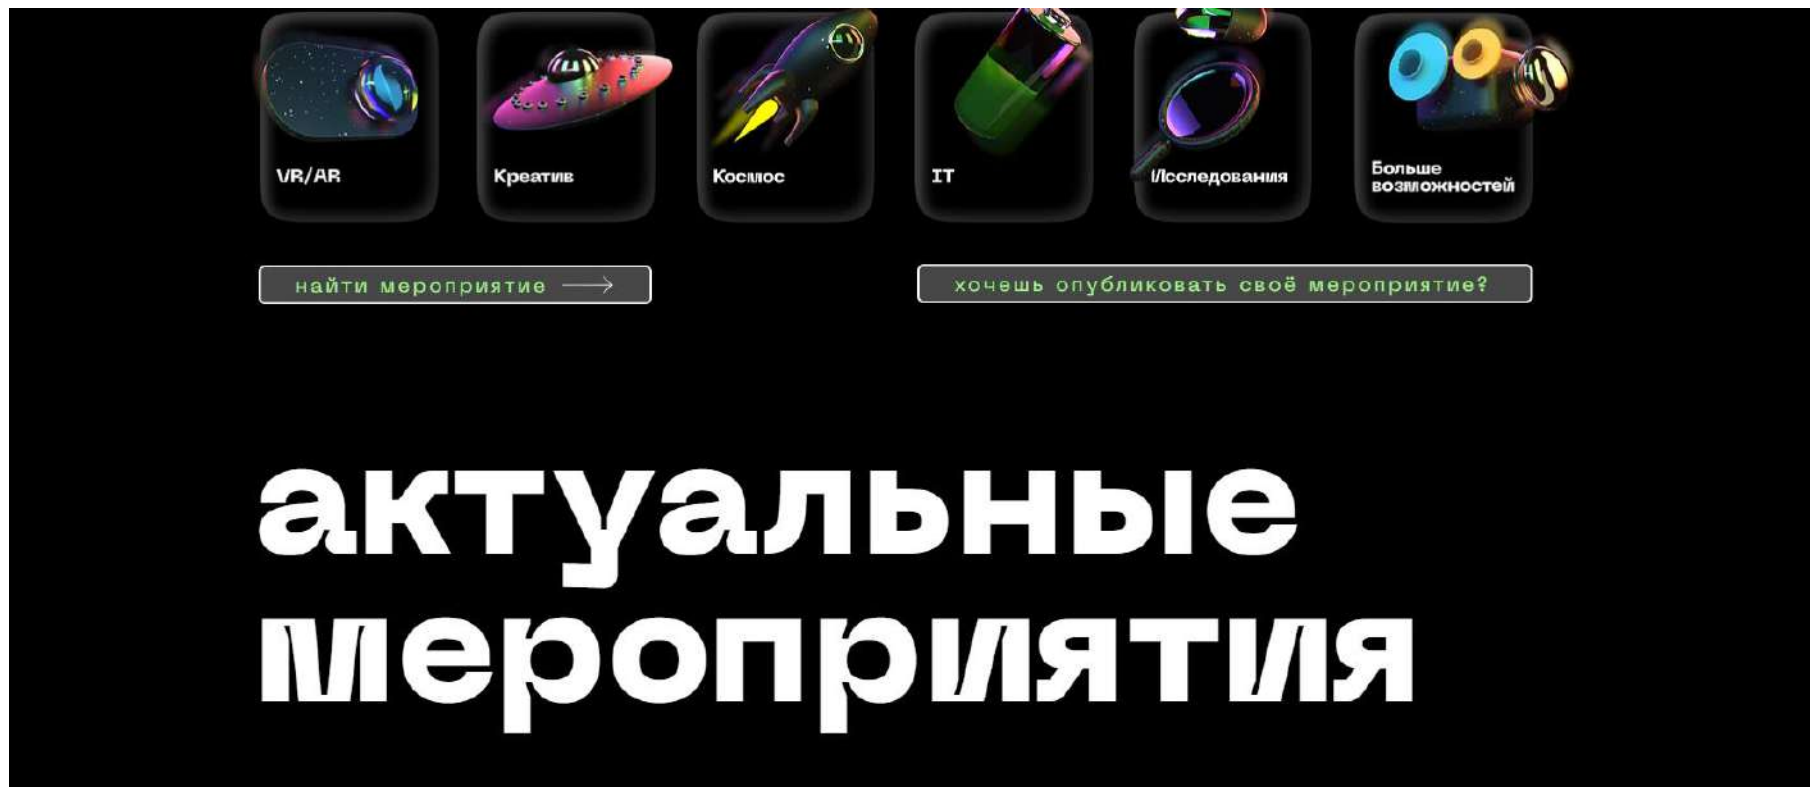 VR/AR
Креатив
Космос
IT
Исследования
Больше
возможностей
найти мероприятие
хочешь опубликовать своё мероприятие?
актуальные
мероприятия